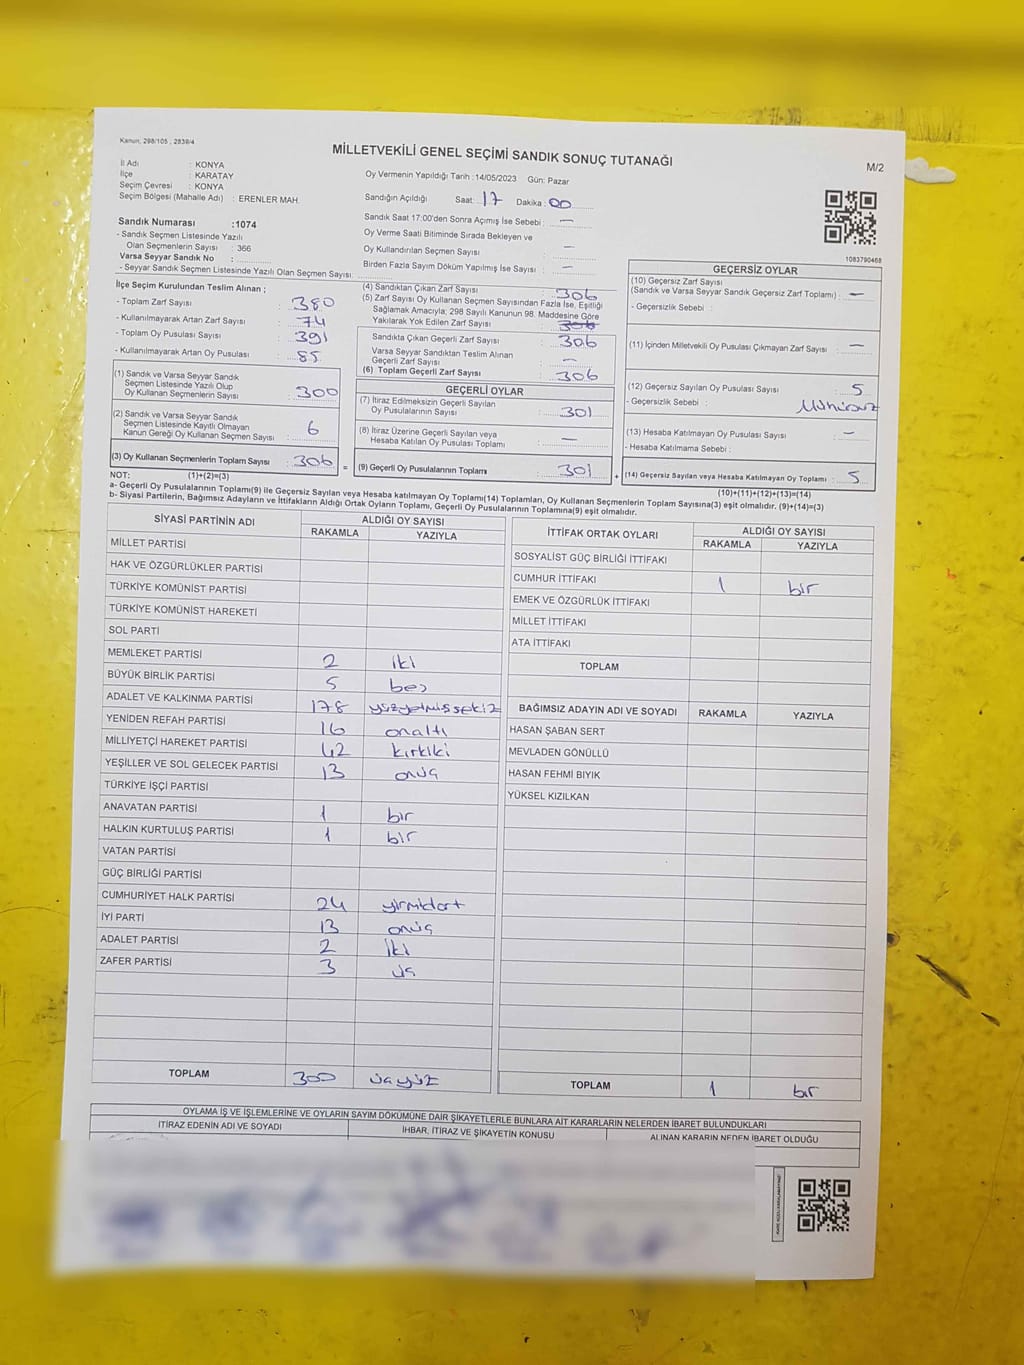 Kanun, 298/105 ; 2839/4
MİLLETVEKİLİ GENEL SEÇİMİ SANDIK SONUÇ TUTANAĞI
M/2
İl Adı : KONYA
İlçe : KARATAY
Seçim Çevresi : KONYA
Seçim Bölgesi (Mahalle Adı) : ERENLER MAH.
Oy Vermenin Yapıldığı Tarih : 14/05/2023 Gün: Pazar
Sandığın Açıldığı Saat: 17 Dakika : 00
Sandık Saat 17:00'den Sonra Açımış İse Sebebi : —
Oy Verme Saati Bitiminde Sırada Bekleyen ve
Oy Kullandırılan Seçmen Sayısı : —
Birden Fazla Sayım Döküm Yapılmış İse Sayısı : —
1083790468
Sandık Numarası :1074
- Sandık Seçmen Listesinde Yazılı
Olan Seçmenlerin Sayısı : 366
Varsa Seyyar Sandık No :
- Seyyar Sandık Seçmen Listesinde Yazılı Olan Seçmen Sayısı:
İlçe Seçim Kurulundan Teslim Alınan ;
- Toplam Zarf Sayısı : 380
- Kullanılmayarak Artan Zarf Sayısı : 74
- Toplam Oy Pusulası Sayısı : 391
- Kullanılmayarak Artan Oy Pusulası : 85
(1) Sandık ve Varsa Seyyar Sandık
Seçmen Listesinde Yazılı Olup
Oy Kullanan Seçmenlerin Sayısı : 300
(2) Sandık ve Varsa Seyyar Sandık
Seçmen Listesinde Kayıtlı Olmayan
Kanun Gereği Oy Kullanan Seçmen Sayısı : 6
(3) Oy Kullanan Seçmenlerin Toplam Sayısı : 306 =
(4) Sandıktan Çıkan Zarf Sayısı : 306
(5) Zarf Sayısı Oy Kullanan Seçmen Sayısından Fazla İse, Eşitliği
Sağlamak Amacıyla; 298 Sayılı Kanunun 98. Maddesine Göre
Yakılarak Yok Edilen Zarf Sayısı : 306
Sandıkta Çıkan Geçerli Zarf Sayısı : 306
Varsa Seyyar Sandıktan Teslim Alınan
Geçerli Zarf Sayısı : —
(6) Toplam Geçerli Zarf Sayısı : 306
GEÇERLİ OYLAR
(7) İtiraz Edilmeksizin Geçerli Sayılan
Oy Pusulalarının Sayısı : 301
(8) İtiraz Üzerine Geçerli Sayılan veya
Hesaba Katılan Oy Pusulası Toplamı : —
(9) Geçerli Oy Pusulalarının Toplamı : 301 +
GEÇERSİZ OYLAR
(10) Geçersiz Zarf Sayısı
(Sandık ve Varsa Seyyar Sandık Geçersiz Zarf Toplamı) : —
- Geçersizlik Sebebi :
(11) İçinden Milletvekili Oy Pusulası Çıkmayan Zarf Sayısı : —
(12) Geçersiz Sayılan Oy Pusulası Sayısı : 5
- Geçersizlik Sebebi : Mühürsüz
(13) Hesaba Katılmayan Oy Pusulası Sayısı : —
- Hesaba Katılmama Sebebi :
(14) Geçersiz Sayılan veya Hesaba Katılmayan Oy Toplamı : 5
NOT: (1)+(2)=(3) (10)+(11)+(12)+(13)=(14)
a- Geçerli Oy Pusulalarının Toplamı(9) ile Geçersiz Sayılan veya Hesaba katılmayan Oy Toplamı(14) Toplamları, Oy Kullanan Seçmenlerin Toplam Sayısına(3) eşit olmalıdır. (9)+(14)=(3)
b- Siyasi Partilerin, Bağımsız Adayların ve İttifakların Aldığı Ortak Oyların Toplamı, Geçerli Oy Pusulalarının Toplamına(9) eşit olmalıdır.
SİYASİ PARTİNİN ADI ALDIĞI OY SAYISI
RAKAMLA YAZIYLA
MİLLET PARTİSİ
HAK VE ÖZGÜRLÜKLER PARTİSİ
TÜRKİYE KOMÜNİST PARTİSİ
TÜRKİYE KOMÜNİST HAREKETİ
SOL PARTİ
MEMLEKET PARTİSİ 2 iki
BÜYÜK BİRLİK PARTİSİ 5 beş
ADALET VE KALKINMA PARTİSİ 178 yüzyetmişsekiz
YENİDEN REFAH PARTİSİ 16 onaltı
MİLLİYETÇİ HAREKET PARTİSİ 42 kırkiki
YEŞİLLER VE SOL GELECEK PARTİSİ 13 onüç
TÜRKİYE İŞÇİ PARTİSİ
ANAVATAN PARTİSİ 1 bir
HALKIN KURTULUŞ PARTİSİ 1 bir
VATAN PARTİSİ
GÜÇ BİRLİĞİ PARTİSİ
CUMHURİYET HALK PARTİSİ 24 yirmidört
İYİ PARTİ 13 onüç
ADALET PARTİSİ 2 iki
ZAFER PARTİSİ 3 üç
TOPLAM 300 üçyüz
İTTİFAK ORTAK OYLARI ALDIĞI OY SAYISI
RAKAMLA YAZIYLA
SOSYALİST GÜÇ BİRLİĞİ İTTİFAKI
CUMHUR İTTİFAKI 1 bir
EMEK VE ÖZGÜRLÜK İTTİFAKI
MİLLET İTTİFAKI
ATA İTTİFAKI
TOPLAM
BAĞIMSIZ ADAYIN ADI VE SOYADI RAKAMLA YAZIYLA
HASAN ŞABAN SERT
MEVLADEN GÖNÜLLÜ
HASAN FEHMİ BIYIK
YÜKSEL KIZILKAN
TOPLAM 1 bir
OYLAMA İŞ VE İŞLEMLERİNE VE OYLARIN SAYIM DÖKÜMÜNE DAİR ŞİKAYETLERLE BUNLARA AİT KARARLARIN NELERDEN İBARET BULUNDUKLARI
İTİRAZ EDENİN ADI VE SOYADI İHBAR, İTİRAZ VE ŞİKAYETİN KONUSU ALINAN KARARIN NEDEN İBARET OLDUĞU